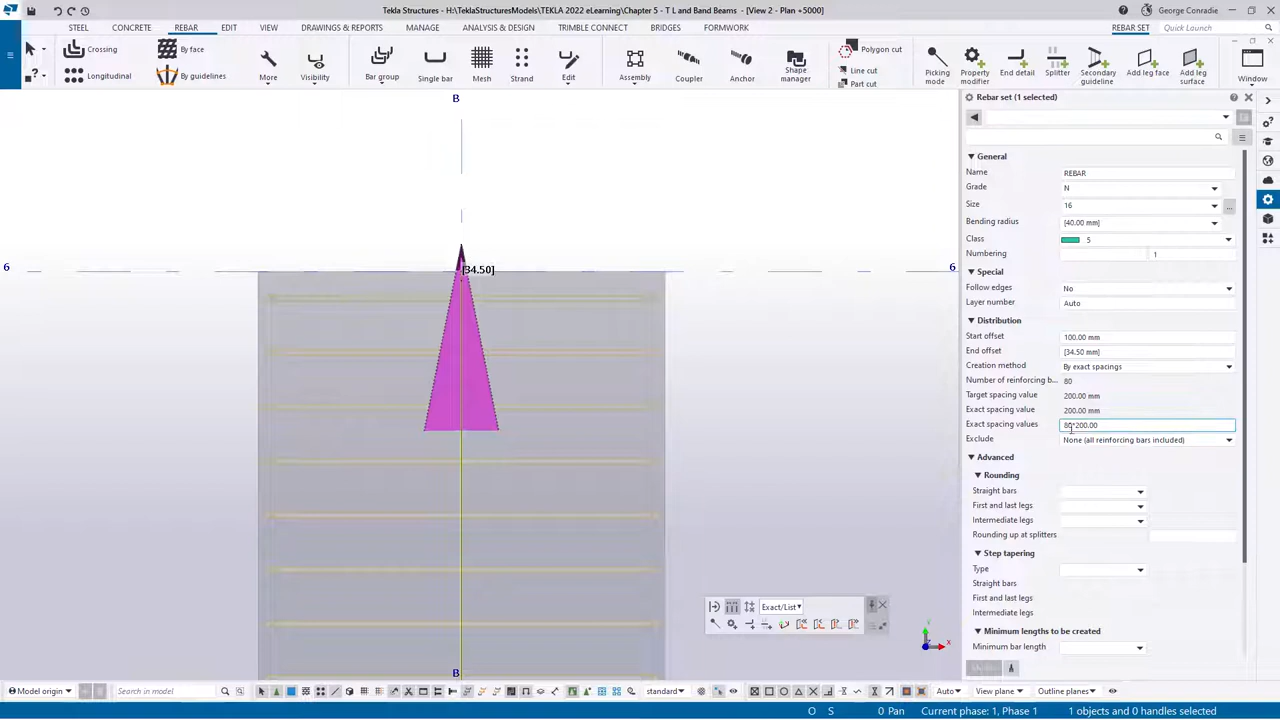 Tekla Structures - H:\TeklaStructuresModels\TEKLA 2022 eLearning\Chapter 5 - T L and Band Beams - [View 2 - Plan +5000]
George Conradie
STEEL
CONCRETE
REBAR
EDIT
VIEW
DRAWINGS & REPORTS
MANAGE
ANALYSIS & DESIGN
TRIMBLE CONNECT
BRIDGES
FORMWORK
REBAR SET
Quick Launch
Crossing
By face
Longitudinal
By guidelines
More
Visibility
Bar group
Single bar
Mesh
Strand
Edit
Assembly
Coupler
Anchor
Shape manager
Polygon cut
Line cut
Part cut
Picking mode
Property modifier
End detail
Splitter
Secondary guideline
Add leg face
Add leg surface
Window
Rebar set (1 selected)
B
6
[34.50]
6
B
General
Name REBAR
Grade N
Size 16 ...
Bending radius [40.00 mm]
Class 5
Numbering 1
Special
Follow edges No
Layer number Auto
Distribution
Start offset 100.00 mm
End offset [34.50 mm]
Creation method By exact spacings
Number of reinforcing b... 80
Target spacing value 200.00 mm
Exact spacing value 200.00 mm
Exact spacing values 80*200.00
Exclude None (all reinforcing bars included)
Advanced
Rounding
Straight bars
First and last legs
Intermediate legs
Rounding up at splitters
Step tapering
Type
Straight bars
First and last legs
Intermediate legs
Minimum lengths to be created
Minimum bar length
Exact/List
Y
Model origin
Search in model
standard
Auto
View plane
Outline planes
O S 0 Pan Current phase: 1, Phase 1 1 objects and 0 handles selected